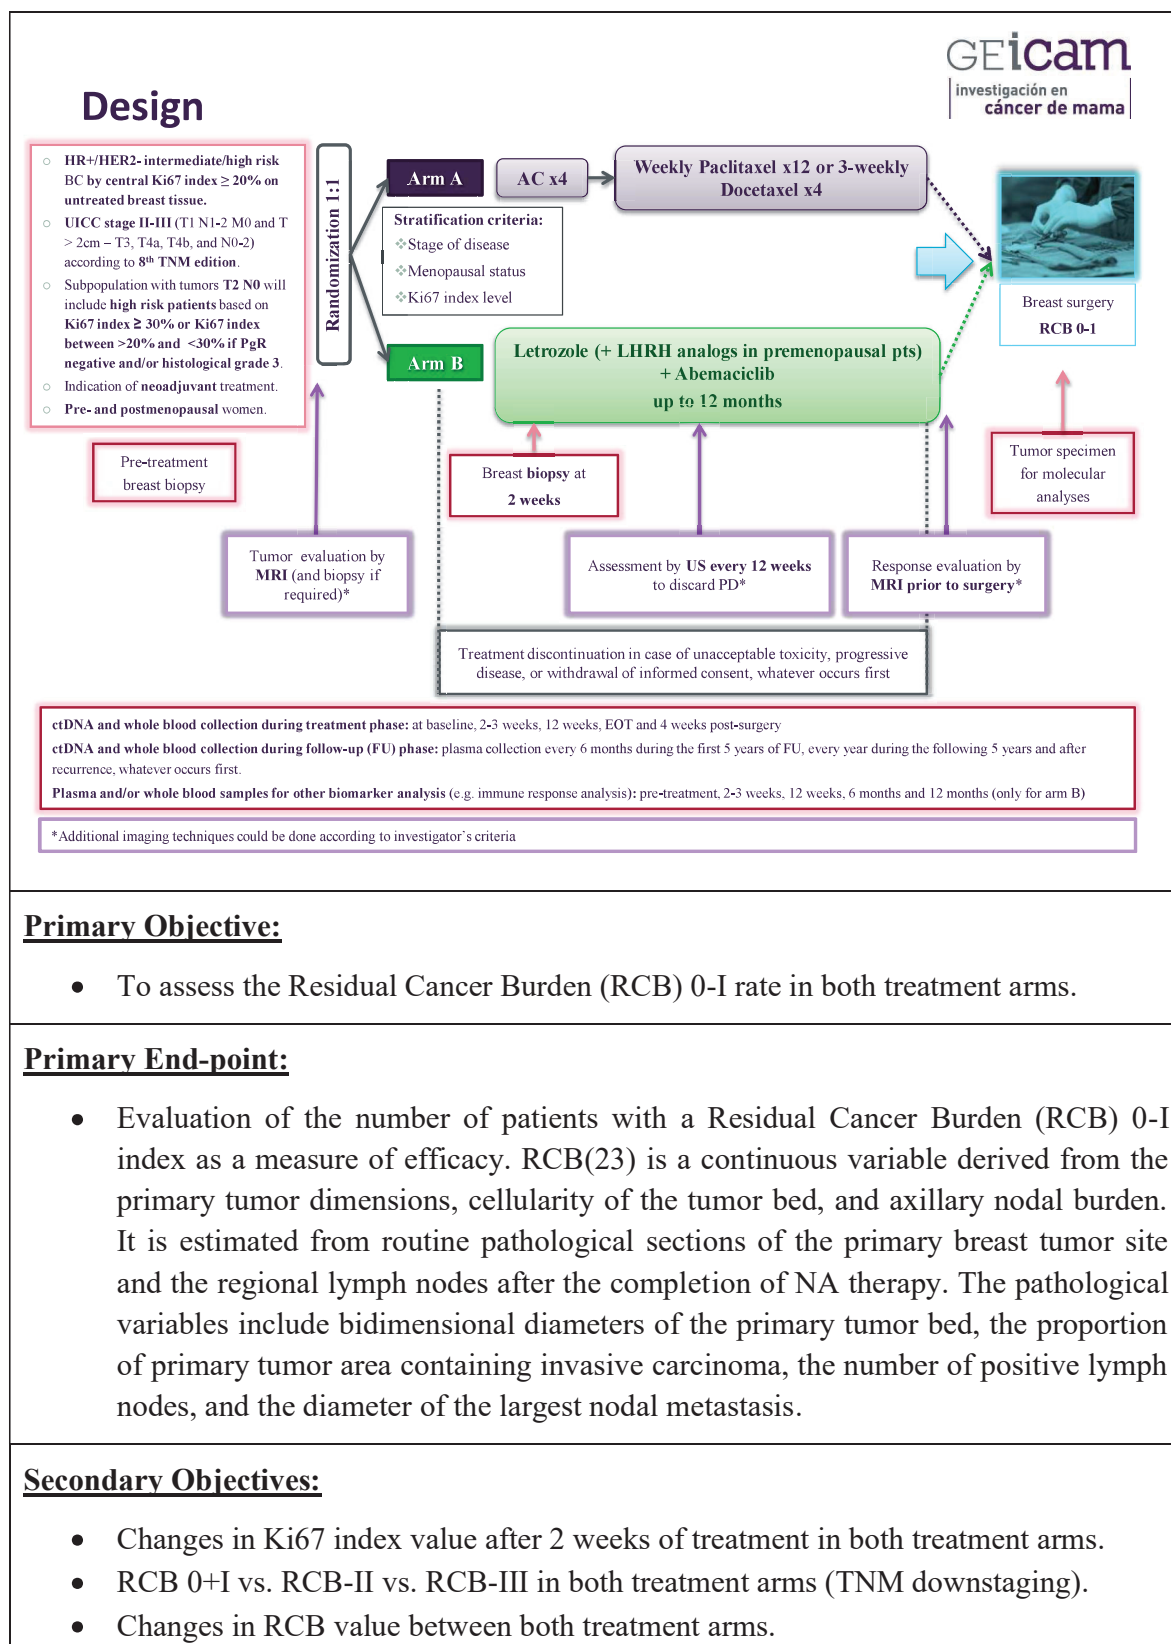 GEicam
investigación en
cáncer de mama
Design
HR+/HER2- intermediate/high risk
BC by central Ki67 index ≥ 20% on
untreated breast tissue.
UICC stage II-III (T1 N1-2 M0 and T
> 2cm – T3, T4a, T4b, and N0-2)
according to 8th TNM edition.
Subpopulation with tumors T2 N0 will
include high risk patients based on
Ki67 index ≥ 30% or Ki67 index
between >20% and <30% if PgR
negative and/or histological grade 3.
Indication of neoadjuvant treatment.
Pre- and postmenopausal women.
Randomization 1:1
Arm A
AC x4
Weekly Paclitaxel x12 or 3-weekly
Docetaxel x4
Stratification criteria:
Stage of disease
Menopausal status
Ki67 index level
Arm B
Letrozole (+ LHRH analogs in premenopausal pts)
+ Abemaciclib
up to 12 months
Breast surgery
RCB 0-1
Pre-treatment
breast biopsy
Breast biopsy at
2 weeks
Tumor specimen
for molecular
analyses
Tumor evaluation by
MRI (and biopsy if
required)*
Assessment by US every 12 weeks
to discard PD*
Response evaluation by
MRI prior to surgery*
Treatment discontinuation in case of unacceptable toxicity, progressive
disease, or withdrawal of informed consent, whatever occurs first
ctDNA and whole blood collection during treatment phase: at baseline, 2-3 weeks, 12 weeks, EOT and 4 weeks post-surgery
ctDNA and whole blood collection during follow-up (FU) phase: plasma collection every 6 months during the first 5 years of FU, every year during the following 5 years and after
recurrence, whatever occurs first.
Plasma and/or whole blood samples for other biomarker analysis (e.g. immune response analysis): pre-treatment, 2-3 weeks, 12 weeks, 6 months and 12 months (only for arm B)
*Additional imaging techniques could be done according to investigator's criteria
Primary Objective:
• To assess the Residual Cancer Burden (RCB) 0-I rate in both treatment arms.
Primary End-point:
• Evaluation of the number of patients with a Residual Cancer Burden (RCB) 0-I
index as a measure of efficacy. RCB(23) is a continuous variable derived from the
primary tumor dimensions, cellularity of the tumor bed, and axillary nodal burden.
It is estimated from routine pathological sections of the primary breast tumor site
and the regional lymph nodes after the completion of NA therapy. The pathological
variables include bidimensional diameters of the primary tumor bed, the proportion
of primary tumor area containing invasive carcinoma, the number of positive lymph
nodes, and the diameter of the largest nodal metastasis.
Secondary Objectives:
• Changes in Ki67 index value after 2 weeks of treatment in both treatment arms.
• RCB 0+I vs. RCB-II vs. RCB-III in both treatment arms (TNM downstaging).
• Changes in RCB value between both treatment arms.